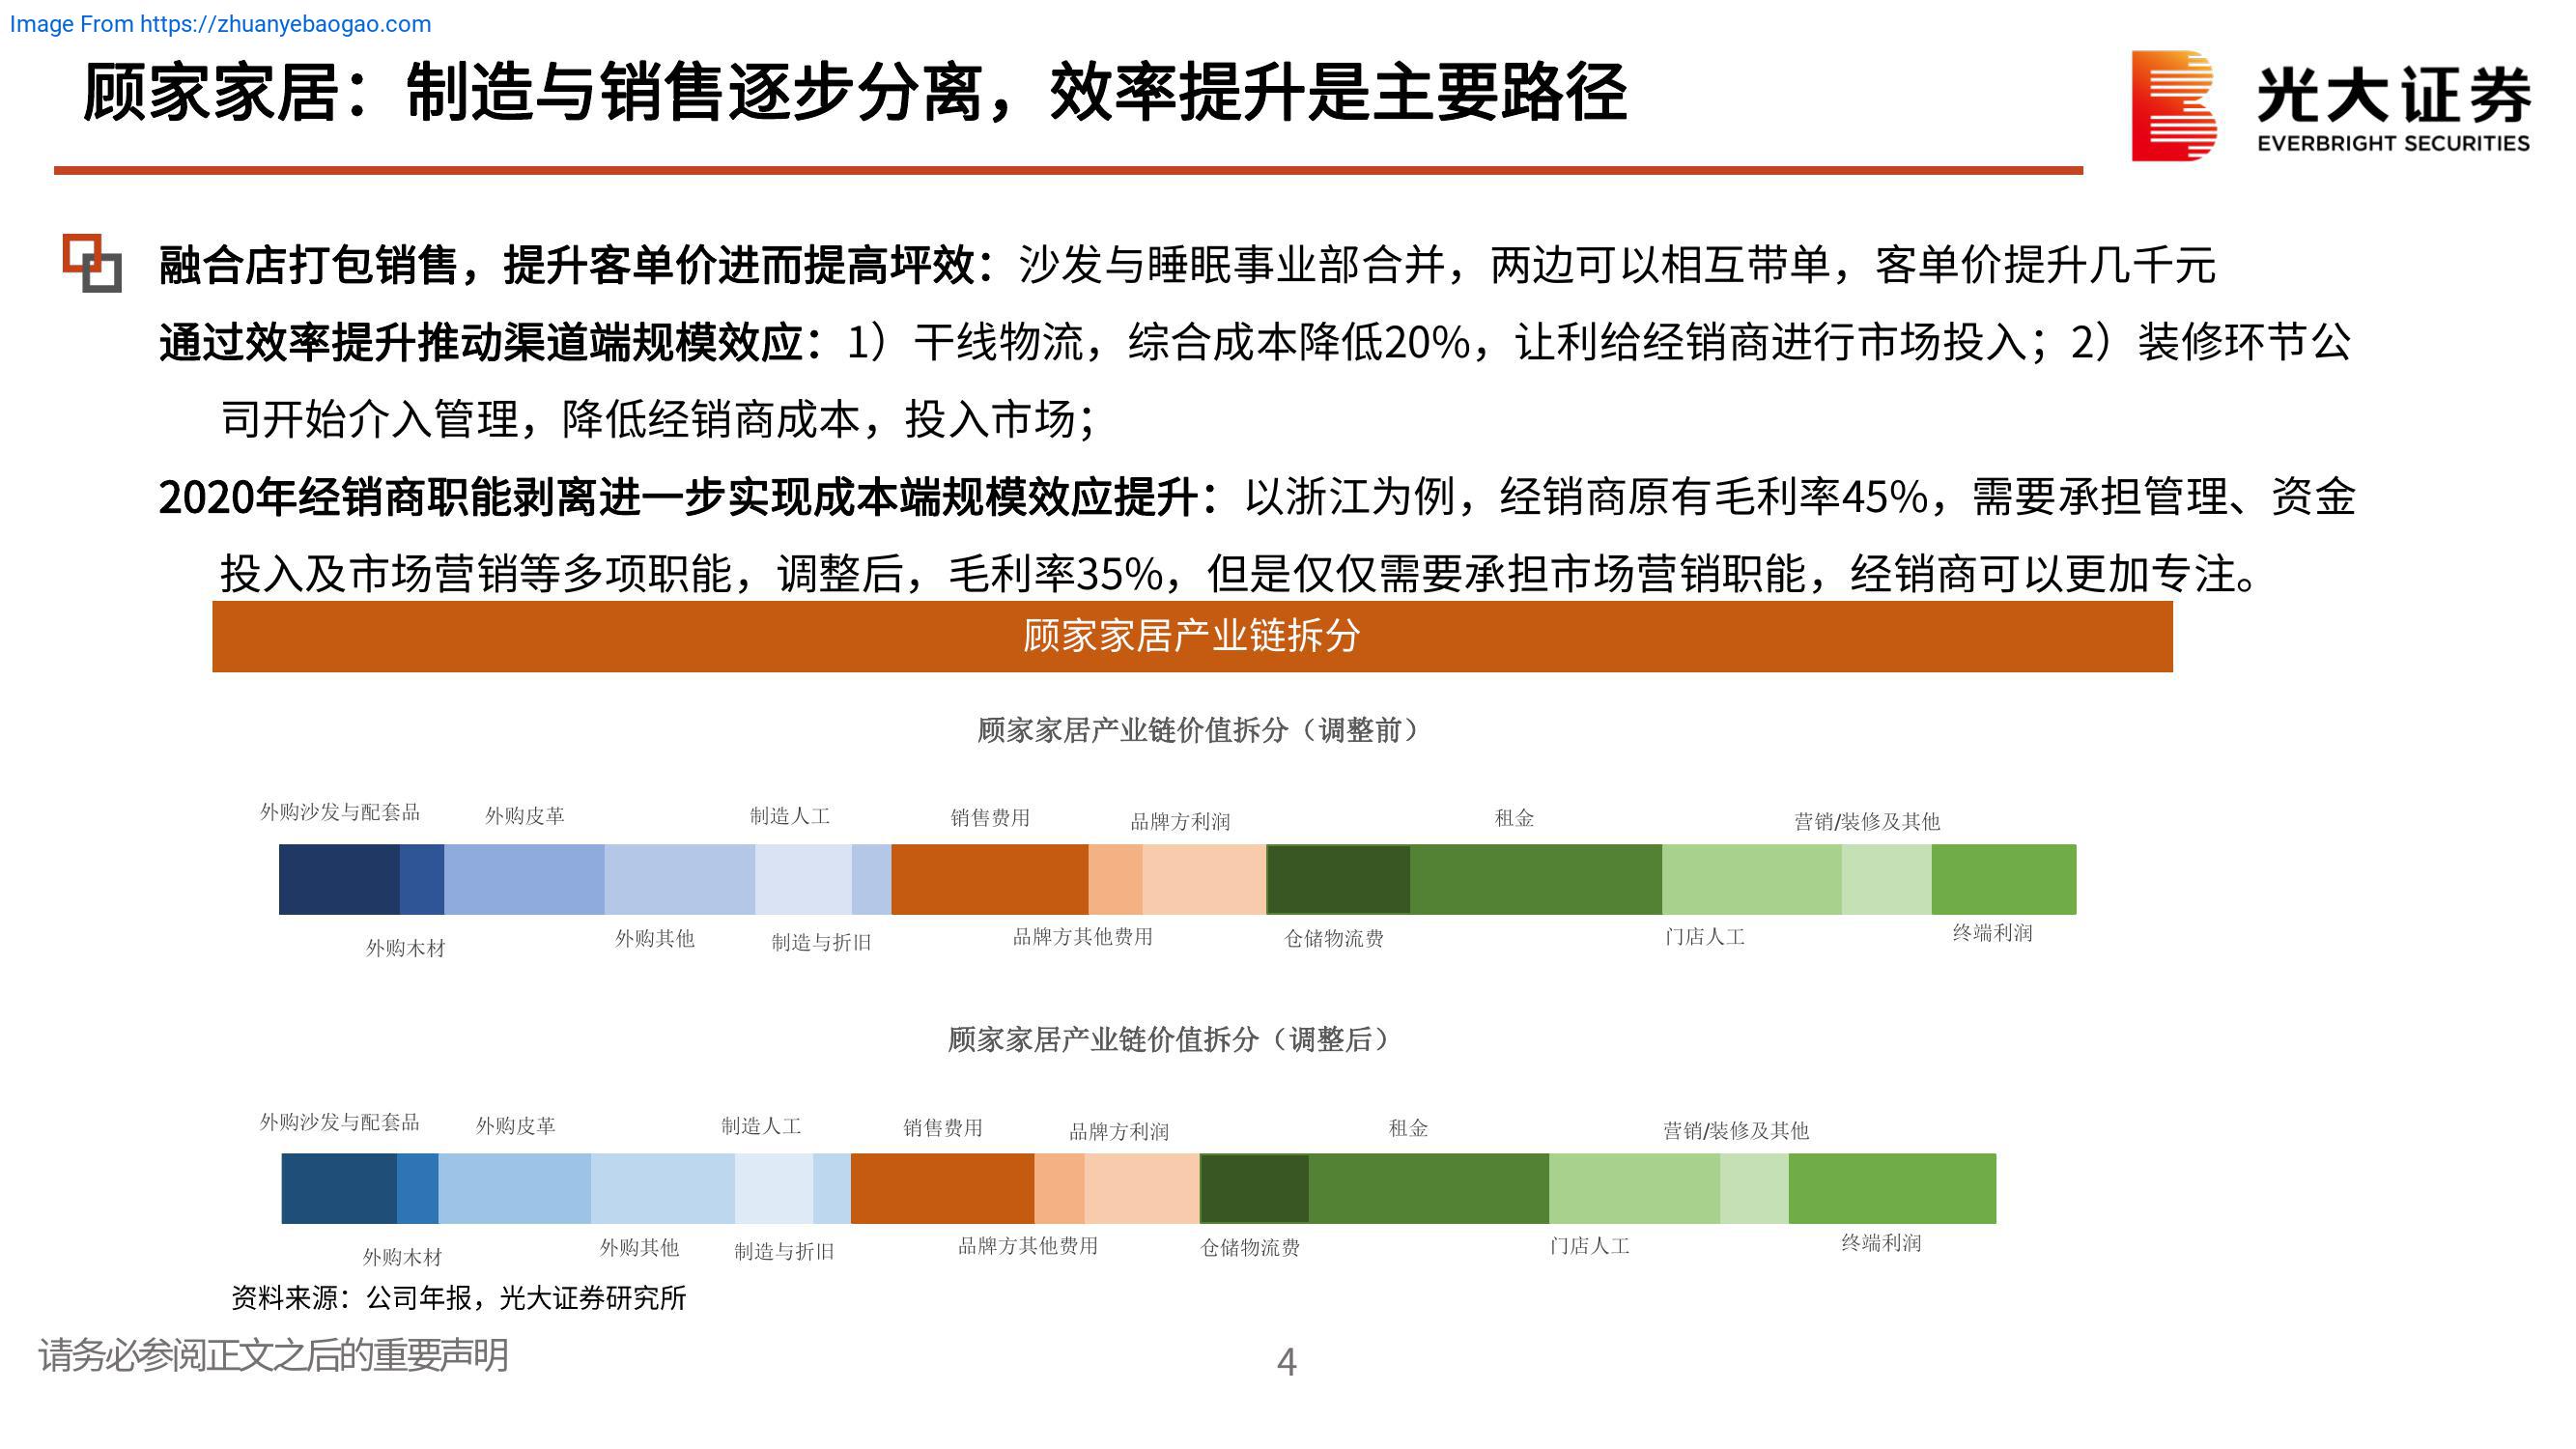 Image From https://zhuanyebaogao.com
顾家家居：制造与销售逐步分离，效率提升是主要路径
光大证券
EVERBRIGHT SECURITIES
融合店打包销售，提升客单价进而提高坪效：沙发与睡眠事业部合并，两边可以相互带单，客单价提升几千元
通过效率提升推动渠道端规模效应：1）干线物流，综合成本降低20%，让利给经销商进行市场投入；2）装修环节公
司开始介入管理，降低经销商成本，投入市场；
2020年经销商职能剥离进一步实现成本端规模效应提升：以浙江为例，经销商原有毛利率45%，需要承担管理、资金
投入及市场营销等多项职能，调整后，毛利率35%，但是仅仅需要承担市场营销职能，经销商可以更加专注。
顾家家居产业链拆分
顾家家居产业链价值拆分（调整前）
外购沙发与配套品 外购皮革 制造人工 销售费用 品牌方利润 租金 营销/装修及其他
外购木材 外购其他 制造与折旧 品牌方其他费用 仓储物流费 门店人工 终端利润
顾家家居产业链价值拆分（调整后）
外购沙发与配套品 外购皮革 制造人工 销售费用 品牌方利润 租金 营销/装修及其他
外购木材 外购其他 制造与折旧 品牌方其他费用 仓储物流费 门店人工 终端利润
资料来源：公司年报，光大证券研究所
请务必参阅正文之后的重要声明
4